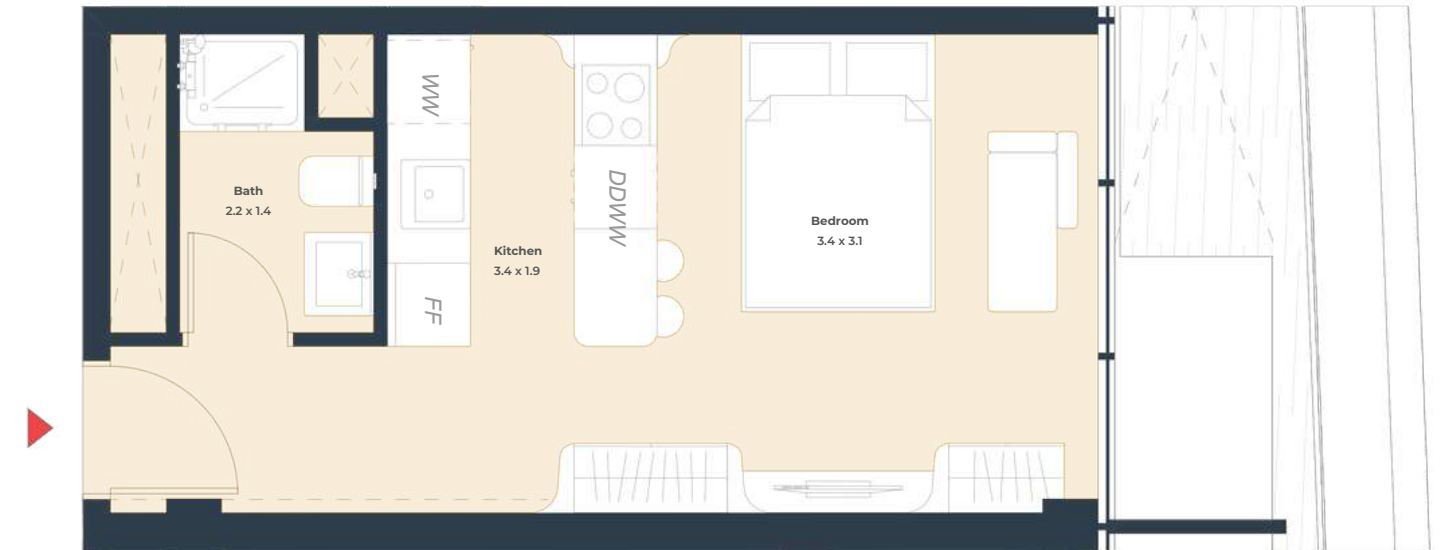 WW
Bath
2.2 x 1.4
DDWW
Bedroom
3.4 x 3.1
Kitchen
3.4 x 1.9
FF